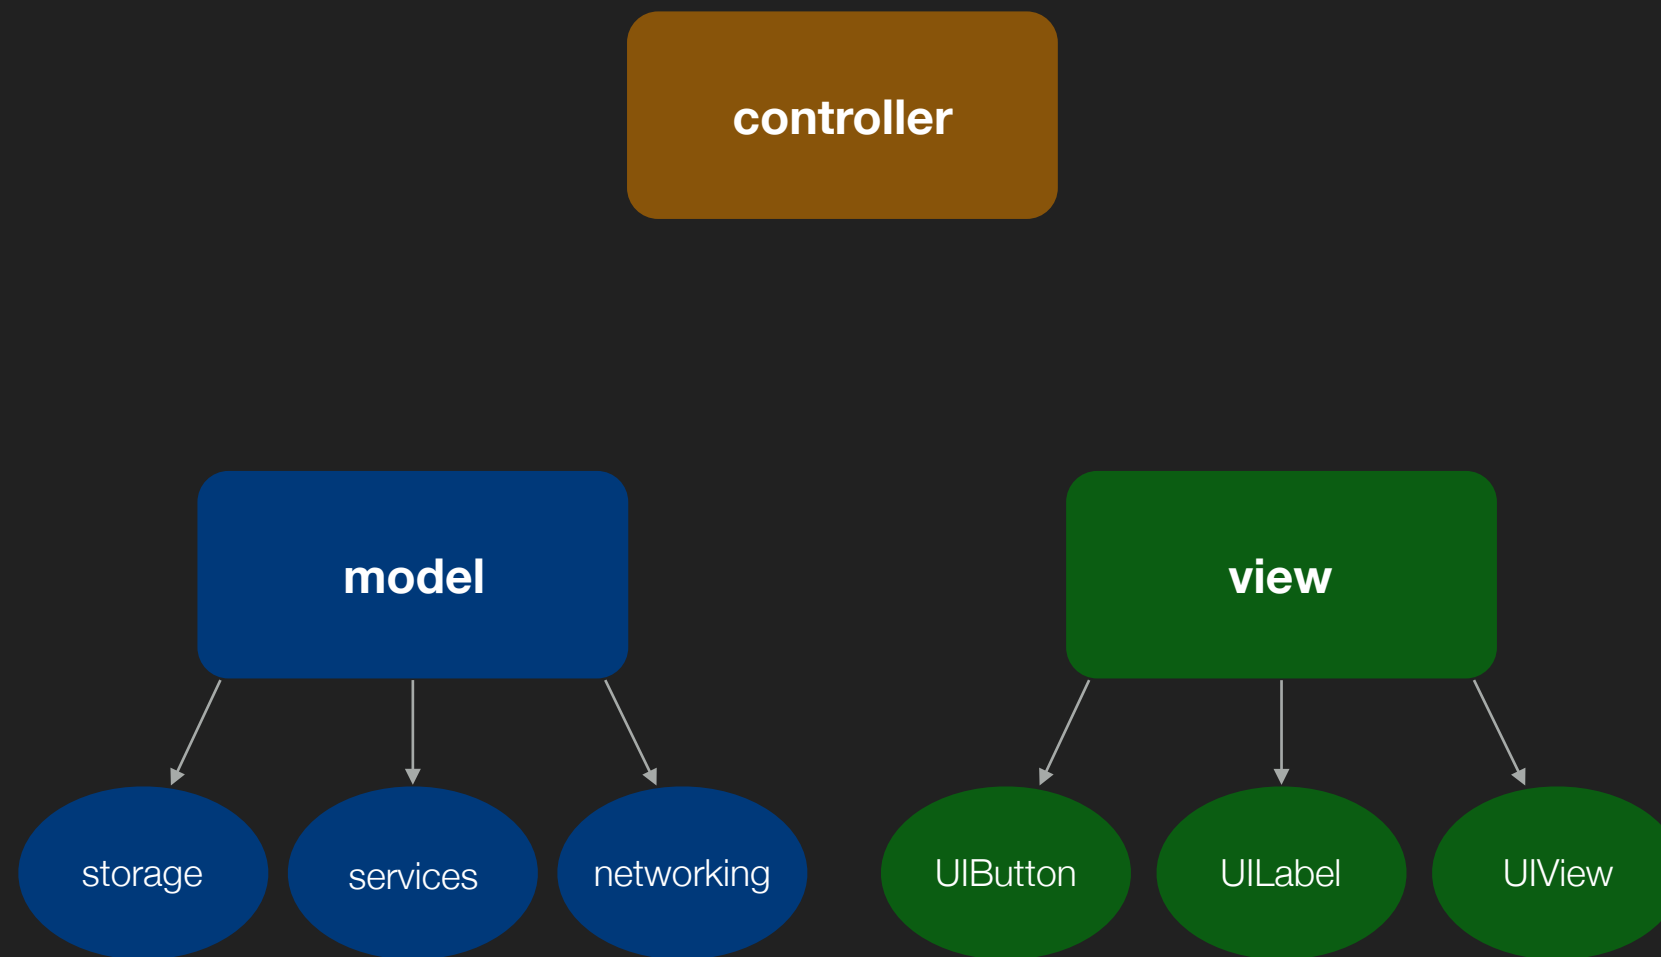 controller
model
view
storage
services
networking
UIButton
UILabel
UIView